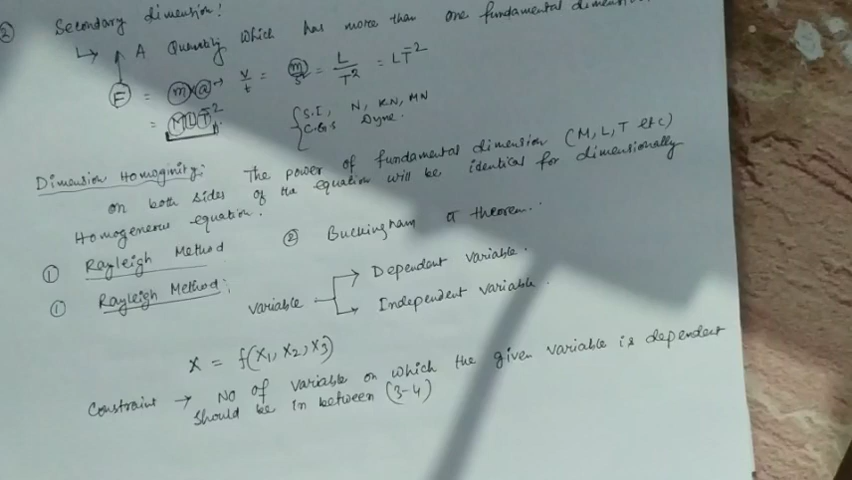 ② Secondary dimension:
↳ A Quantity which has more than one fundamental
F = m × a → v/t = m/s = L/T² = LT⁻²
= MLT⁻²
{ S.I, N, KN, MN
C.G.S Dyne.
Dimension Homoginity: The power of fundamental dimension (M, L, T etc)
on both sides of the equation will be identical for dimensionally
Homogeneous equation.
① Rayleigh Method ② Buckingham π theorem.
① Rayleigh Method: variable → Dependent variable.
→ Independent variable.
X = f(X₁, X₂, X₃)
Constraint → No of variable on which the given variable is dependent
should be in between (3-4)